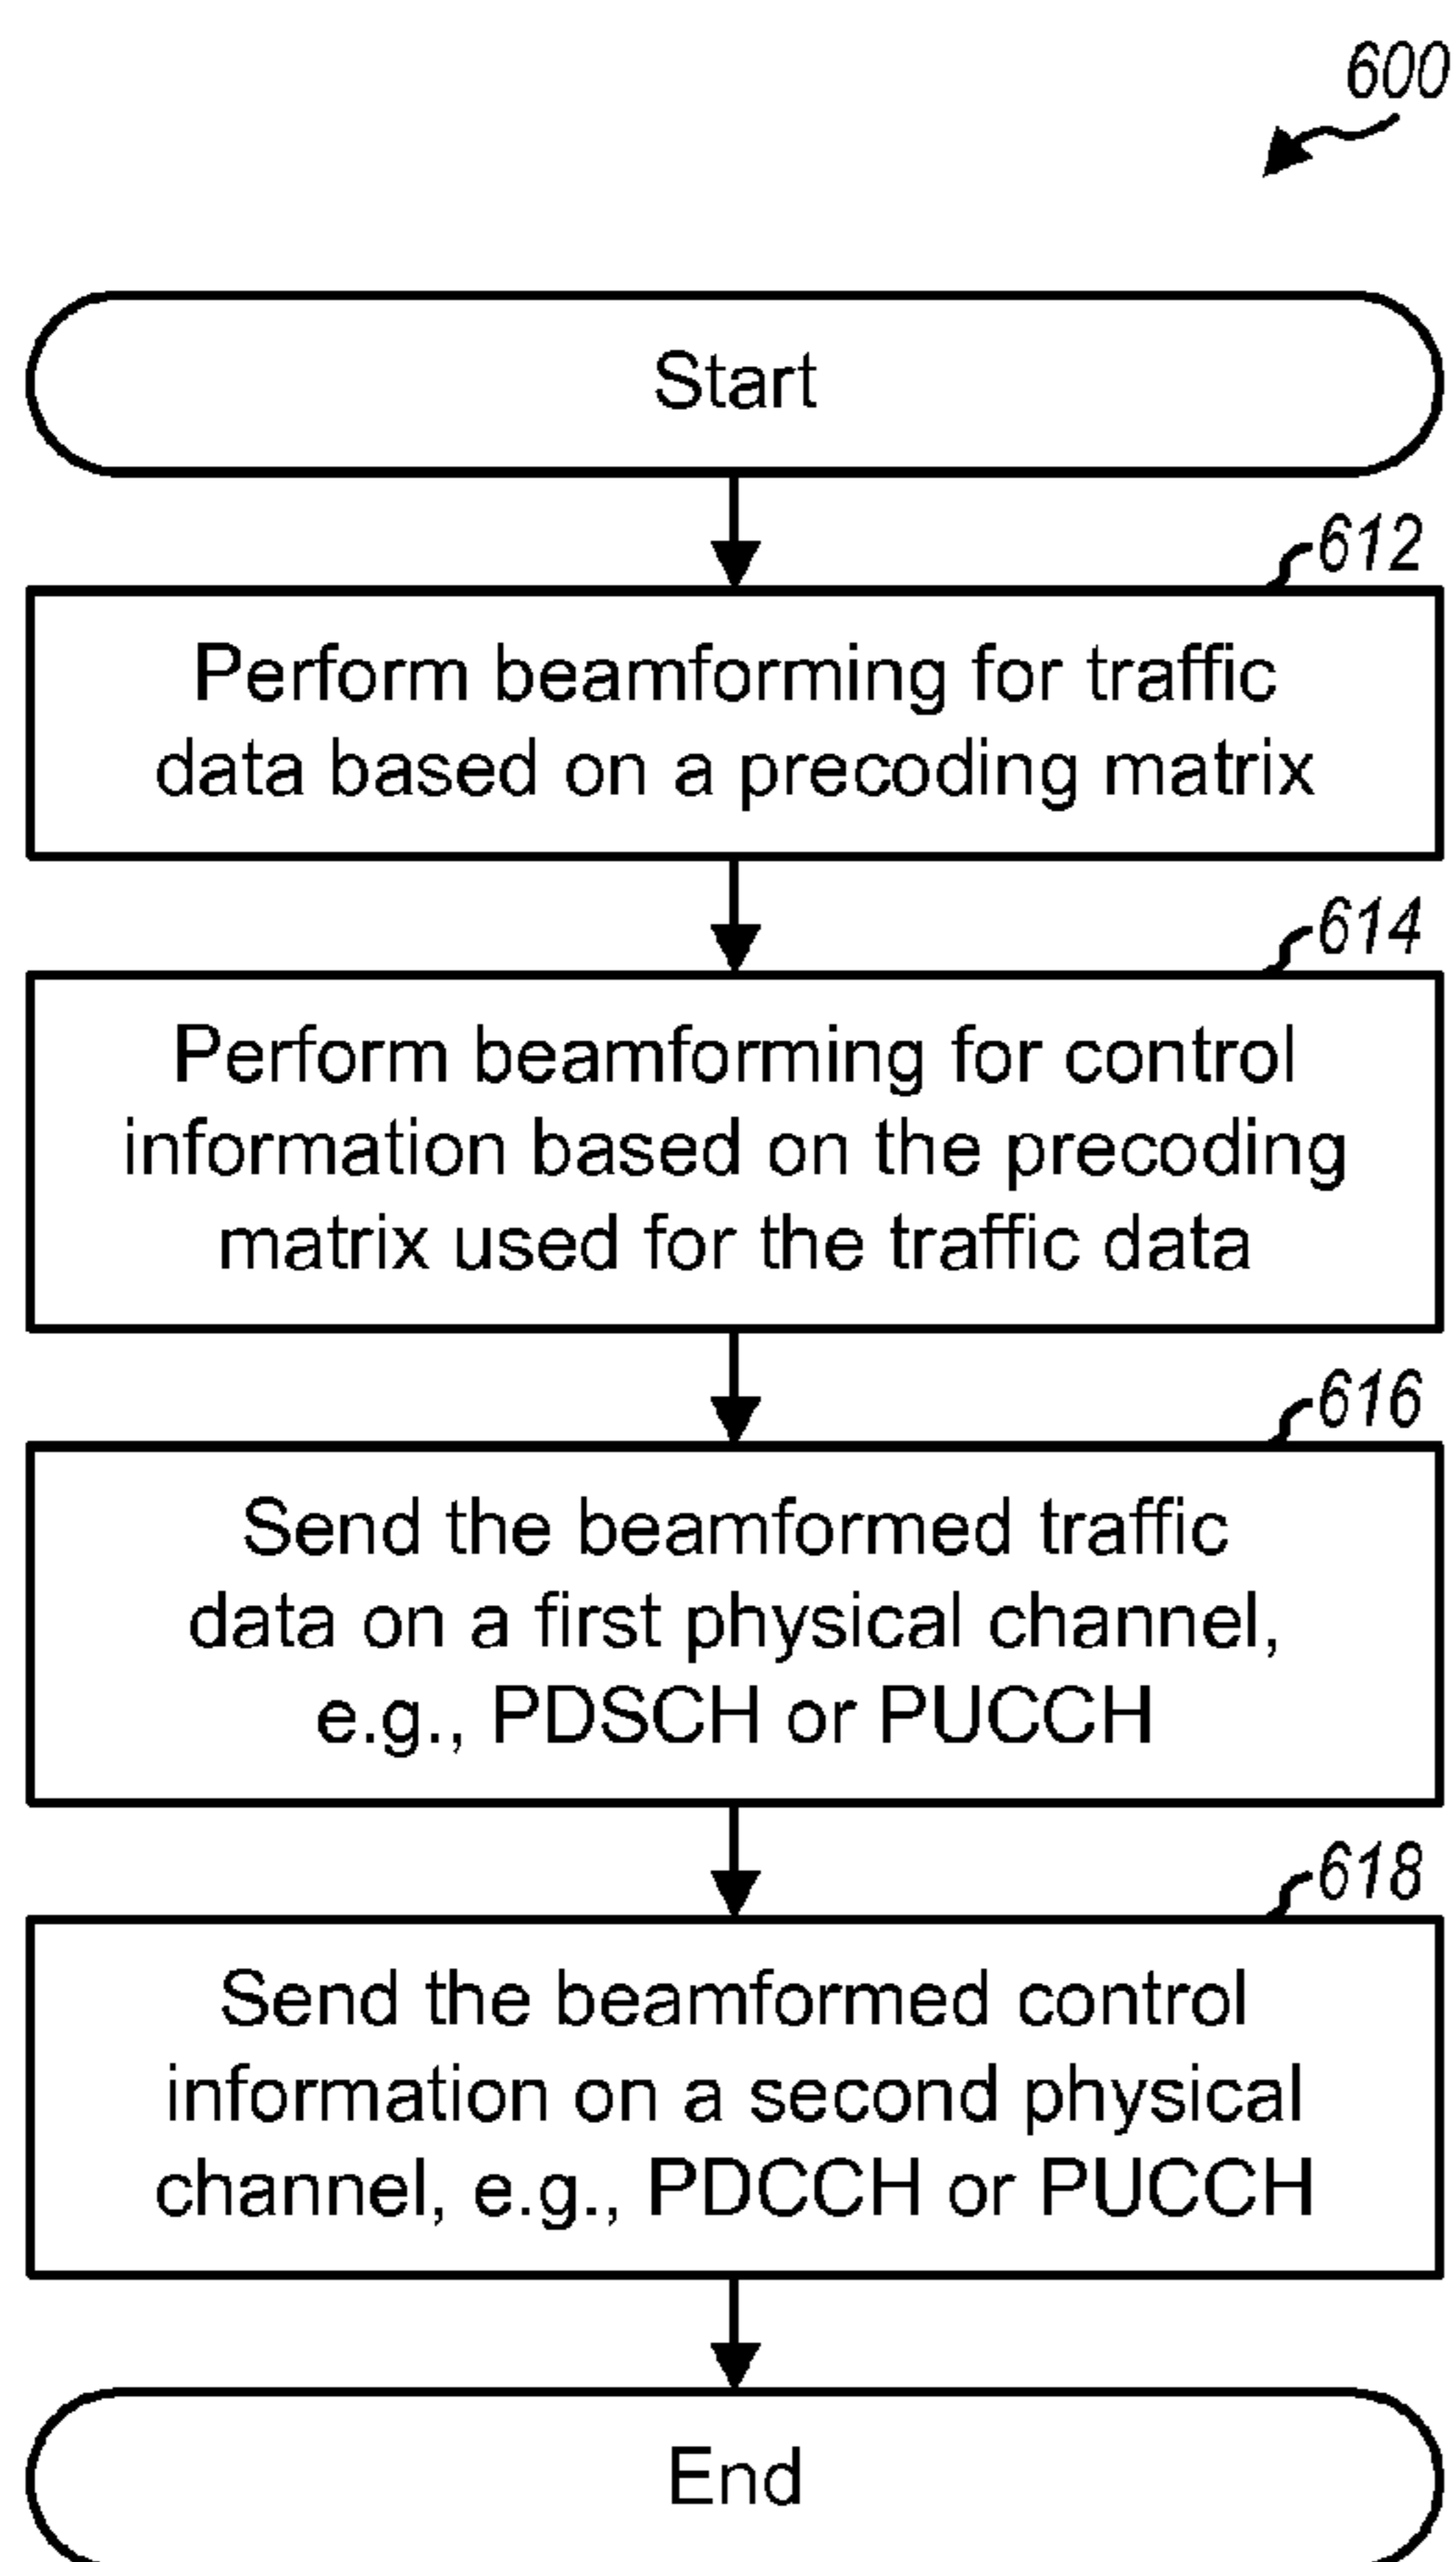 600
Start
612
Perform beamforming for traffic
data based on a precoding matrix
614
Perform beamforming for control
information based on the precoding
matrix used for the traffic data
616
Send the beamformed traffic
data on a first physical channel,
e.g., PDSCH or PUCCH
618
Send the beamformed control
information on a second physical
channel, e.g., PDCCH or PUCCH
End